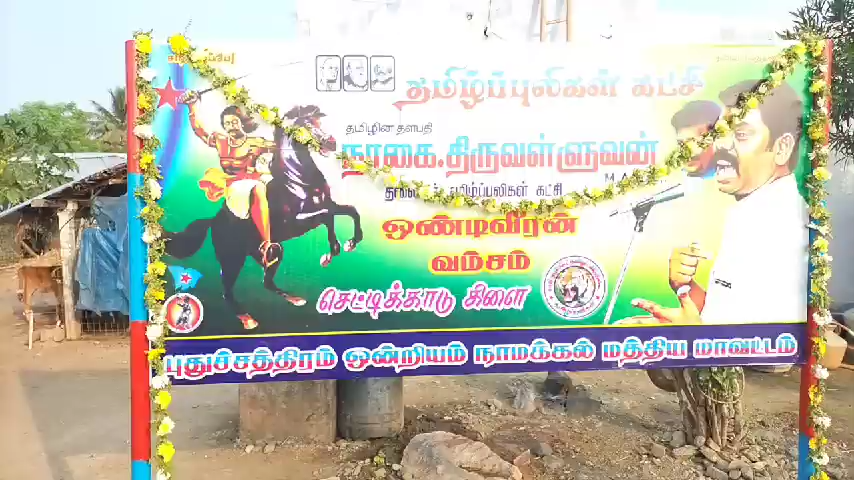 தமிழ்ப்புலிகள் கட்சி
தமிழின தளபதி
நாகை.திருவள்ளுவன்
தமிழ்ப்புலிகள் கட்சி
ஒண்டிவீரன்
வம்சம்
செட்டிக்காடு கிளை
புதுச்சத்திரம் ஒன்றியம் நாமக்கல் மத்திய மாவட்டம்